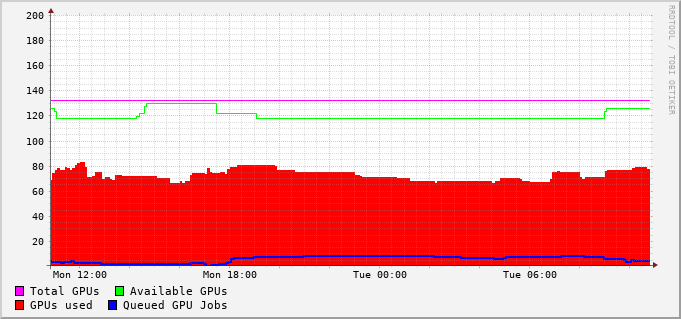 200
180
160
140
120
100
80
60
40
20
Mon 12:00 Mon 18:00 Tue 00:00 Tue 06:00
Total GPUs Available GPUs
GPUs used Queued GPU Jobs
RRDTOOL / TOBI OETIKER